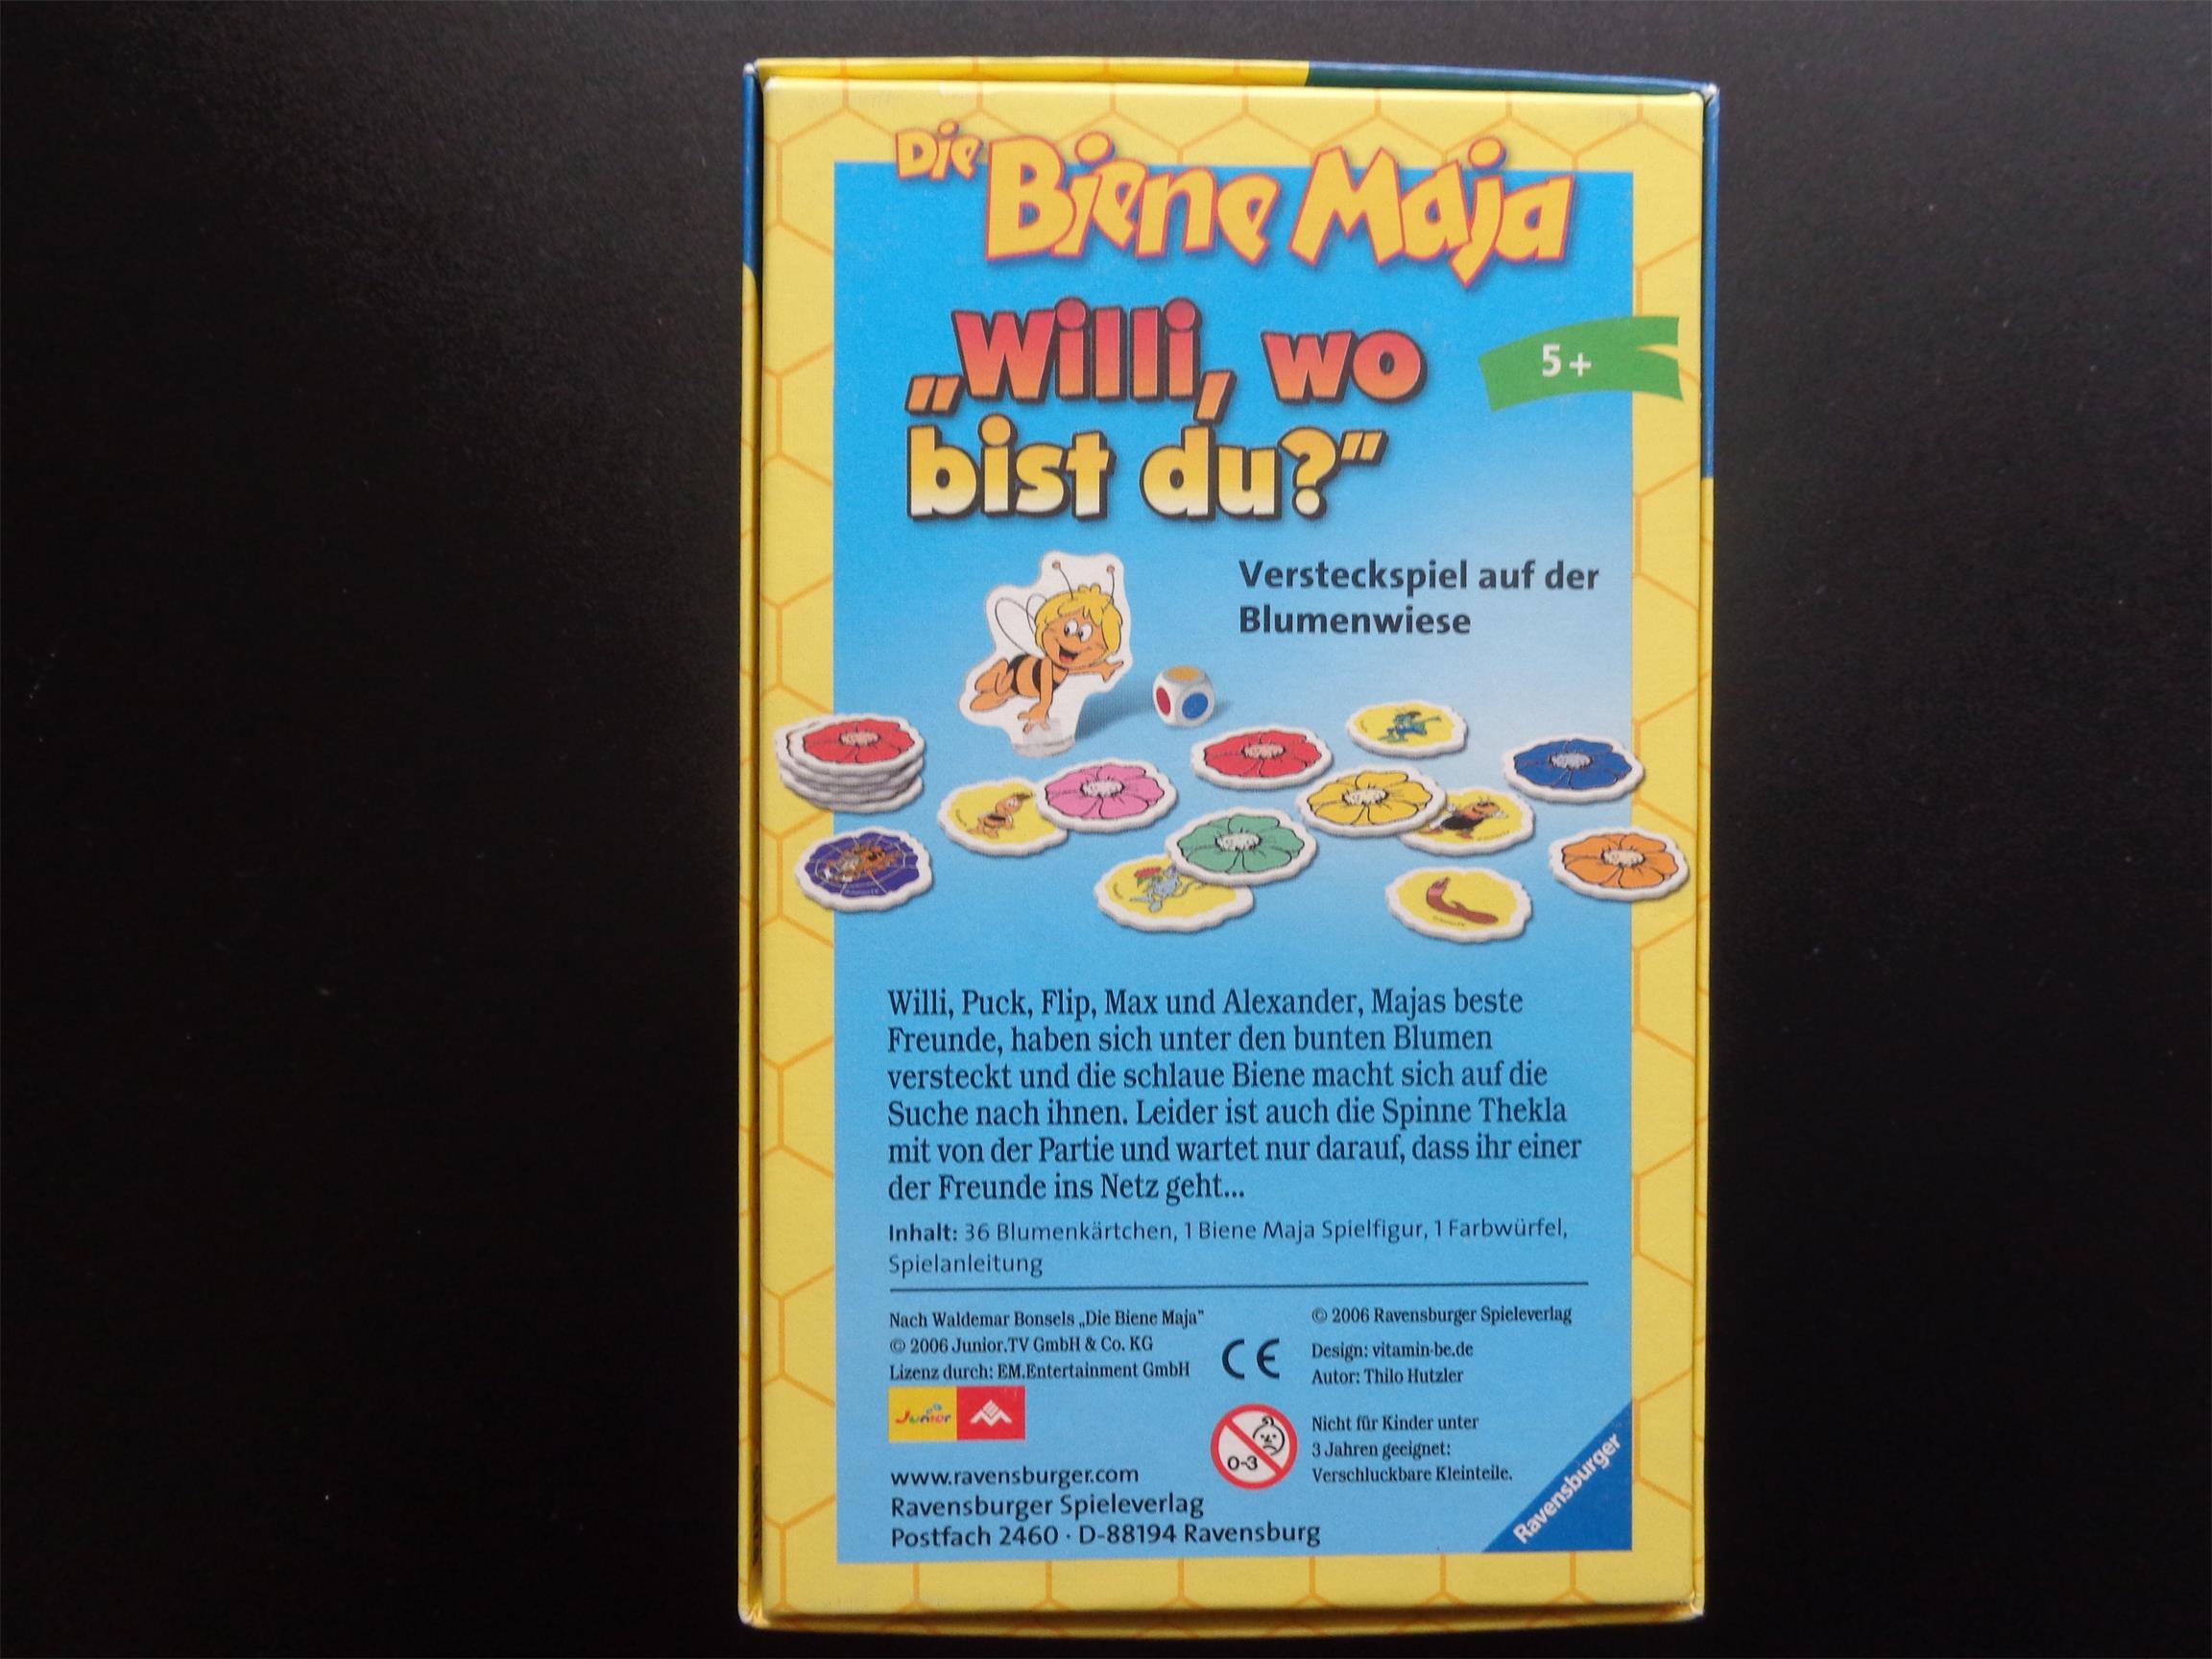 Die Biene Maja
„Willi, wo
bist du?“
5+
Versteckspiel auf der
Blumenwiese
Willi, Puck, Flip, Max und Alexander, Majas beste
Freunde, haben sich unter den bunten Blumen
versteckt und die schlaue Biene macht sich auf die
Suche nach ihnen. Leider ist auch die Spinne Thekla
mit von der Partie und wartet nur darauf, dass ihr einer
der Freunde ins Netz geht...
Inhalt: 36 Blumenkärtchen, 1 Biene Maja Spielfigur, 1 Farbwürfel,
Spielanleitung
Nach Waldemar Bonsels „Die Biene Maja“
© 2006 Junior.TV GmbH & Co. KG
Lizenz durch: EM.Entertainment GmbH
Junior
CE
© 2006 Ravensburger Spieleverlag
Design: vitamin-be.de
Autor: Thilo Hutzler
0-3
Nicht für Kinder unter
3 Jahren geeignet:
Verschluckbare Kleinteile.
www.ravensburger.com
Ravensburger Spieleverlag
Postfach 2460 · D-88194 Ravensburg
Ravensburger